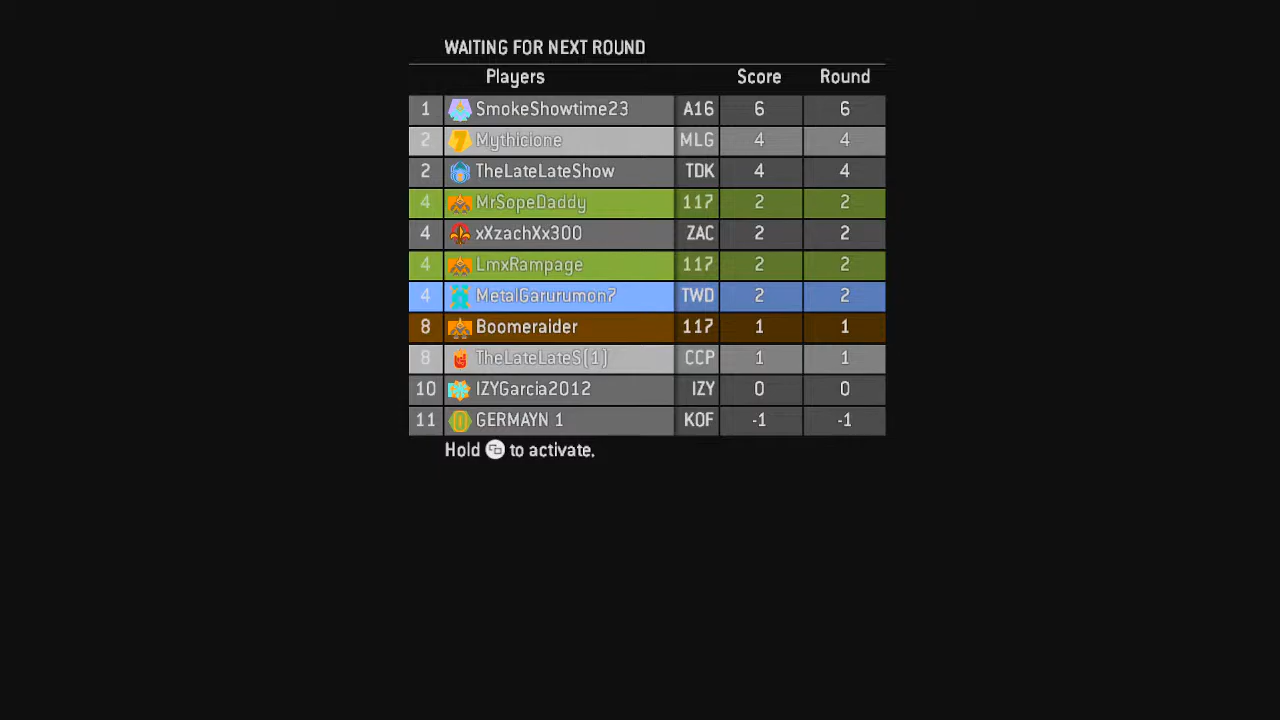 WAITING FOR NEXT ROUND
Players Score Round
1 SmokeShowtime23 A16 6 6
2 Mythicione MLG 4 4
2 TheLateLateShow TDK 4 4
4 MrSopeDaddy 117 2 2
4 xXzachXx300 ZAC 2 2
4 LmxRampage 117 2 2
4 MetalGarurumon7 TWD 2 2
8 Boomeraider 117 1 1
8 TheLateLateS(1) CCP 1 1
10 IZYGarcia2012 IZY 0 0
11 GERMAYN 1 KOF -1 -1
Hold to activate.